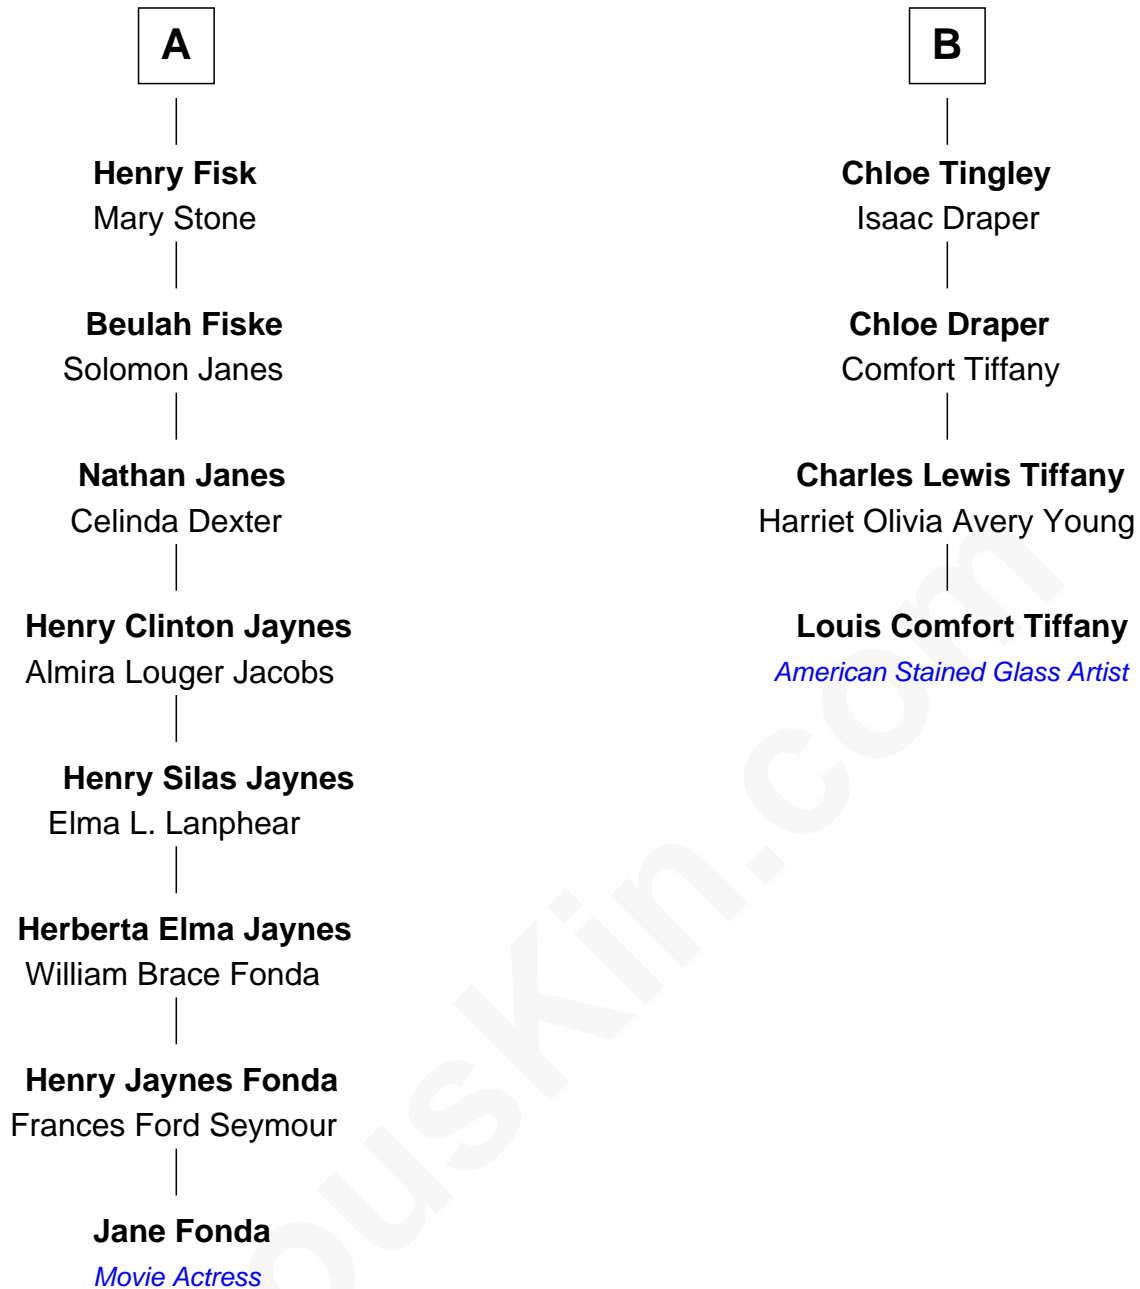 A
Henry Fisk
Mary Stone
Beulah Fiske
Solomon Janes
Nathan Janes
Celinda Dexter
Henry Clinton Jaynes
Almira Louger Jacobs
Henry Silas Jaynes
Elma L. Lanphear
Herberta Elma Jaynes
William Brace Fonda
Henry Jaynes Fonda
Frances Ford Seymour
Jane Fonda
Movie Actress
B
Chloe Tingley
Isaac Draper
Chloe Draper
Comfort Tiffany
Charles Lewis Tiffany
Harriet Olivia Avery Young
Louis Comfort Tiffany
American Stained Glass Artist
ousKin.com